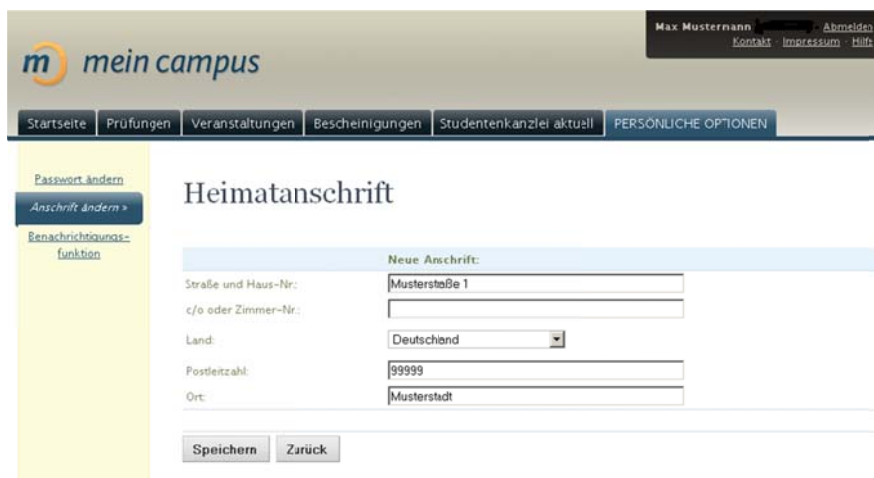 Max Mustermann - Abmelden
Kontakt · Impressum · Hilfe
m mein campus
Startseite Prüfungen Veranstaltungen Bescheinigungen Studentenkanzlei aktuell PERSÖNLICHE OPTIONEN
Passwort ändern
Anschrift ändern »
Benachrichtigungs-
funktion
Heimatanschrift
Neue Anschrift:
Straße und Haus-Nr.: Musterstaße 1
c/o oder Zimmer-Nr.:
Land: Deutschland
Postleitzahl: 99999
Ort: Musterstadt
Speichern Zurück